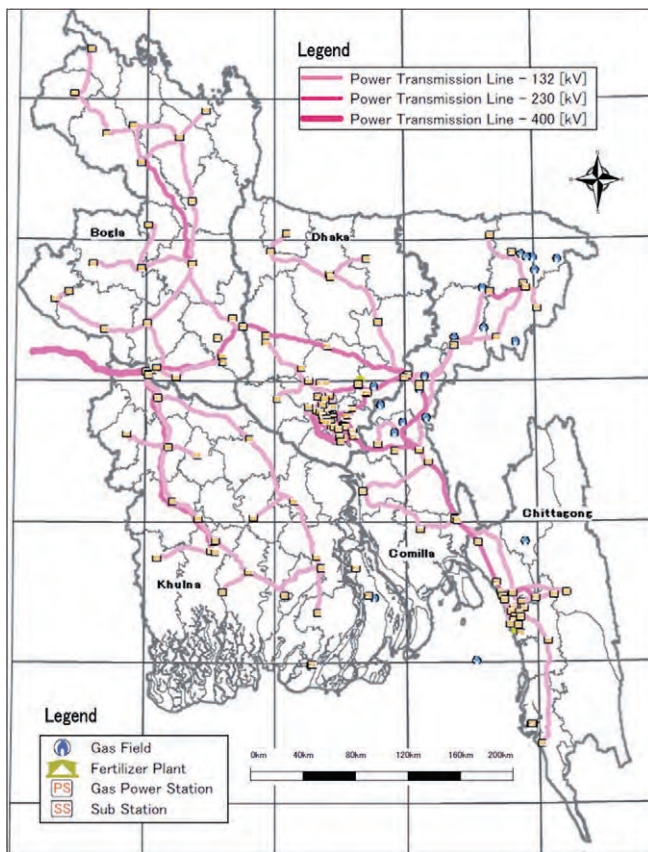 Legend
Power Transmission Line - 132 [kV]
Power Transmission Line - 230 [kV]
Power Transmission Line - 400 [kV]
Bogla
Dhaka
Chittagong
Comilla
Khulna
Legend
Gas Field
Fertilizer Plant
PS Gas Power Station
SS Sub Station
0km 40km 80km 120km 160km 200km